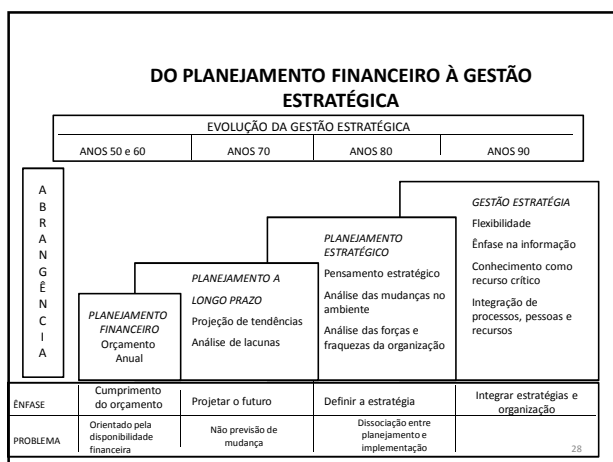 DO PLANEJAMENTO FINANCEIRO À GESTÃO
ESTRATÉGICA
EVOLUÇÃO DA GESTÃO ESTRATÉGICA
ANOS 50 e 60
ANOS 70
ANOS 80
ANOS 90
A
B
R
A
N
G
Ê
N
C
I
A
PLANEJAMENTO
FINANCEIRO
Orçamento
Anual
PLANEJAMENTO A
LONGO PRAZO
Projeção de tendências
Análise de lacunas
PLANEJAMENTO
ESTRATÉGICO
Pensamento estratégico
Análise das mudanças no
ambiente
Análise das forças e
fraquezas da organização
GESTÃO ESTRATÉGIA
Flexibilidade
Ênfase na informação
Conhecimento como
recurso crítico
Integração de
processos, pessoas e
recursos
ÊNFASE
Cumprimento
do orçamento
Projetar o futuro
Definir a estratégia
Integrar estratégias e
organização
PROBLEMA
Orientado pela
disponibilidade
financeira
Não previsão de
mudança
Dissociação entre
planejamento e
implementação
28